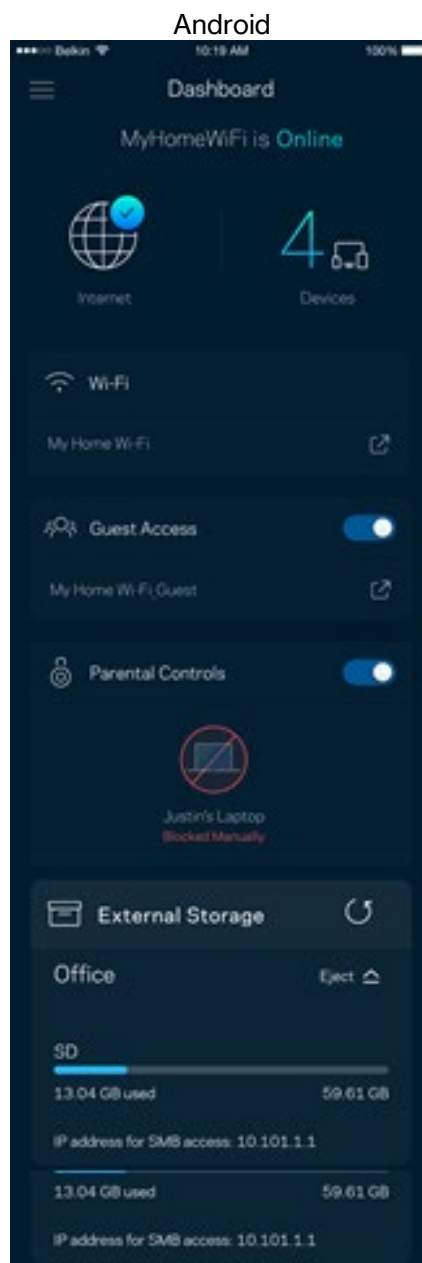 Android
Belkin 10:19 AM 100%
Dashboard
MyHomeWiFi is Online
4
Internet Devices
Wi-Fi
My Home Wi-Fi
Guest Access
My Home Wi-Fi_Guest
Parental Controls
Justin's Laptop
Blocked Manually
External Storage
Office Eject
SD
13.04 GB used 59.61 GB
IP address for SMB access: 10.101.1.1
13.04 GB used 59.61 GB
IP address for SMB access: 10.101.1.1